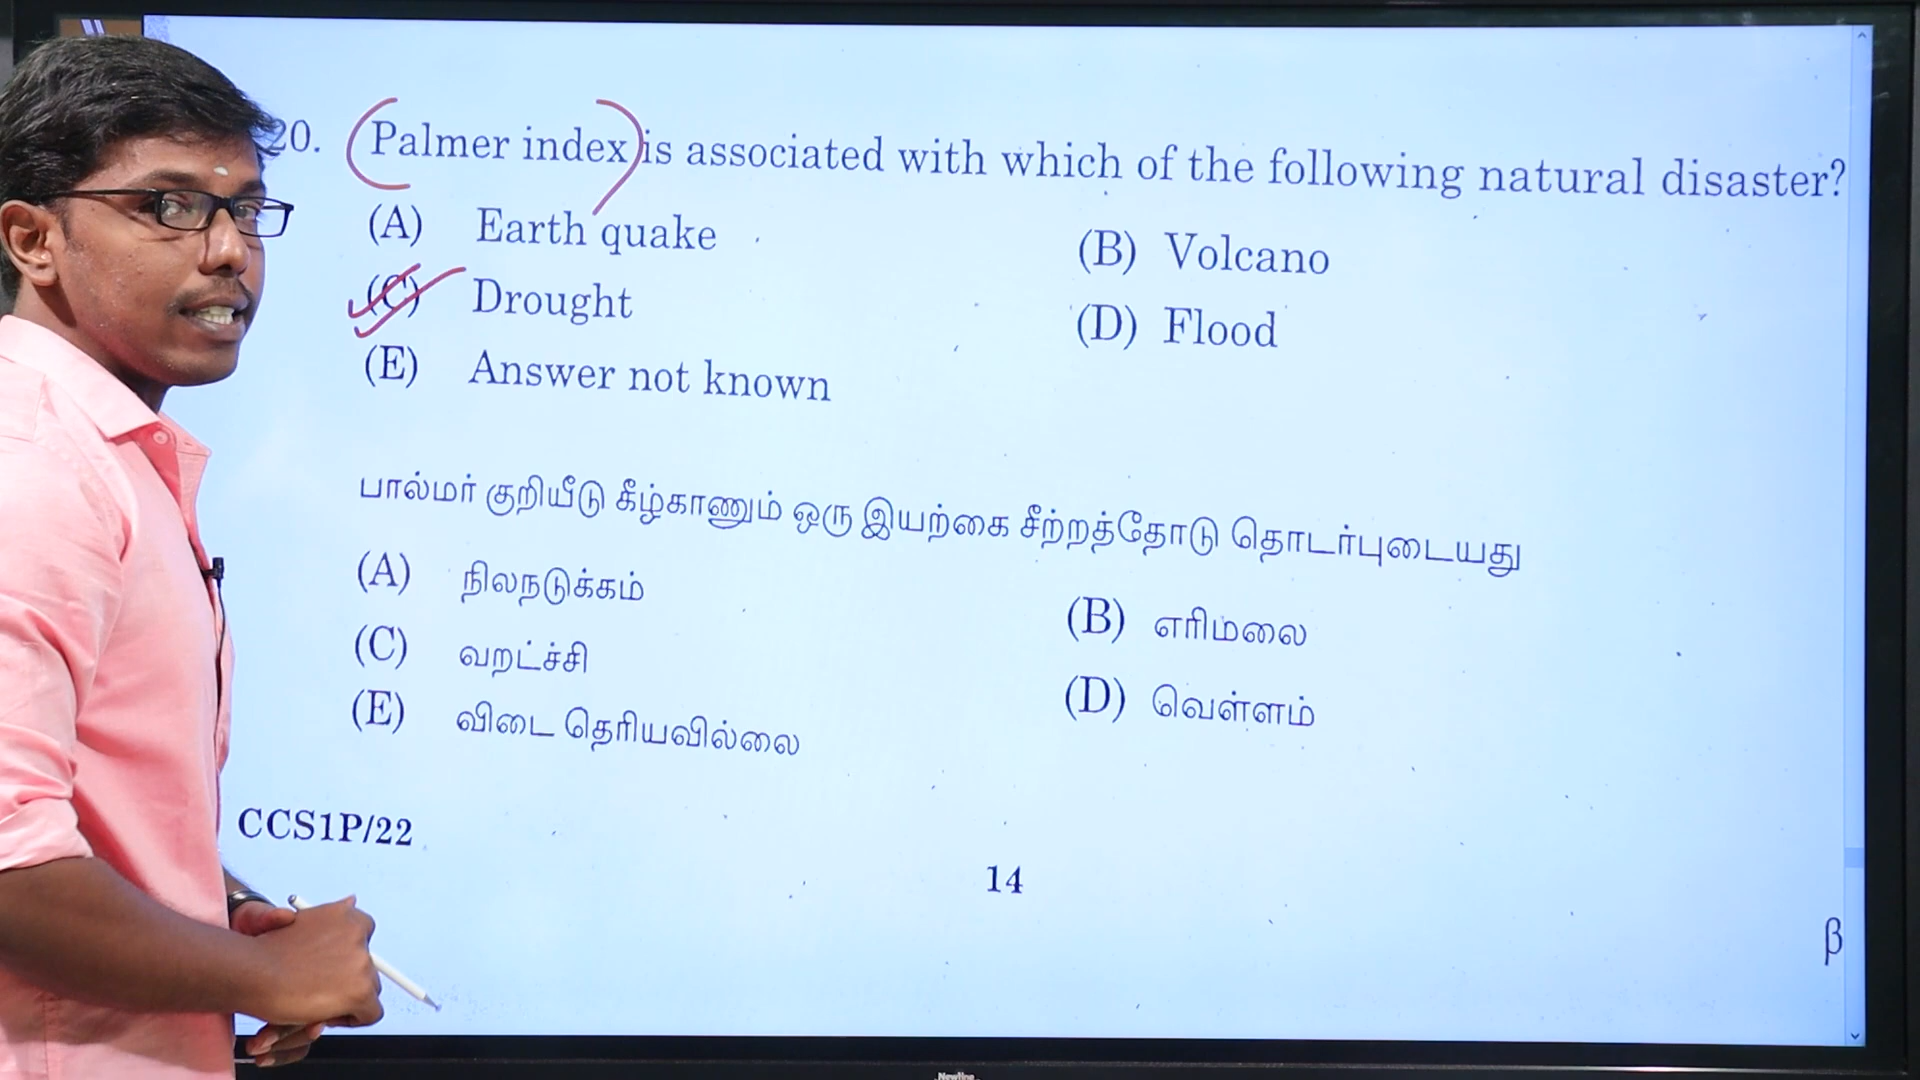 20. Palmer index is associated with which of the following natural disaster?
(A) Earth quake (B) Volcano
(C) Drought (D) Flood
(E) Answer not known
பால்மர் குறியீடு கீழ்காணும் ஒரு இயற்கை சீற்றத்தோடு தொடர்புடையது
(A) நிலநடுக்கம் (B) எரிமலை
(C) வறட்ச்சி (D) வெள்ளம்
(E) விடை தெரியவில்லை
CCS1P/22
14
β
Newline